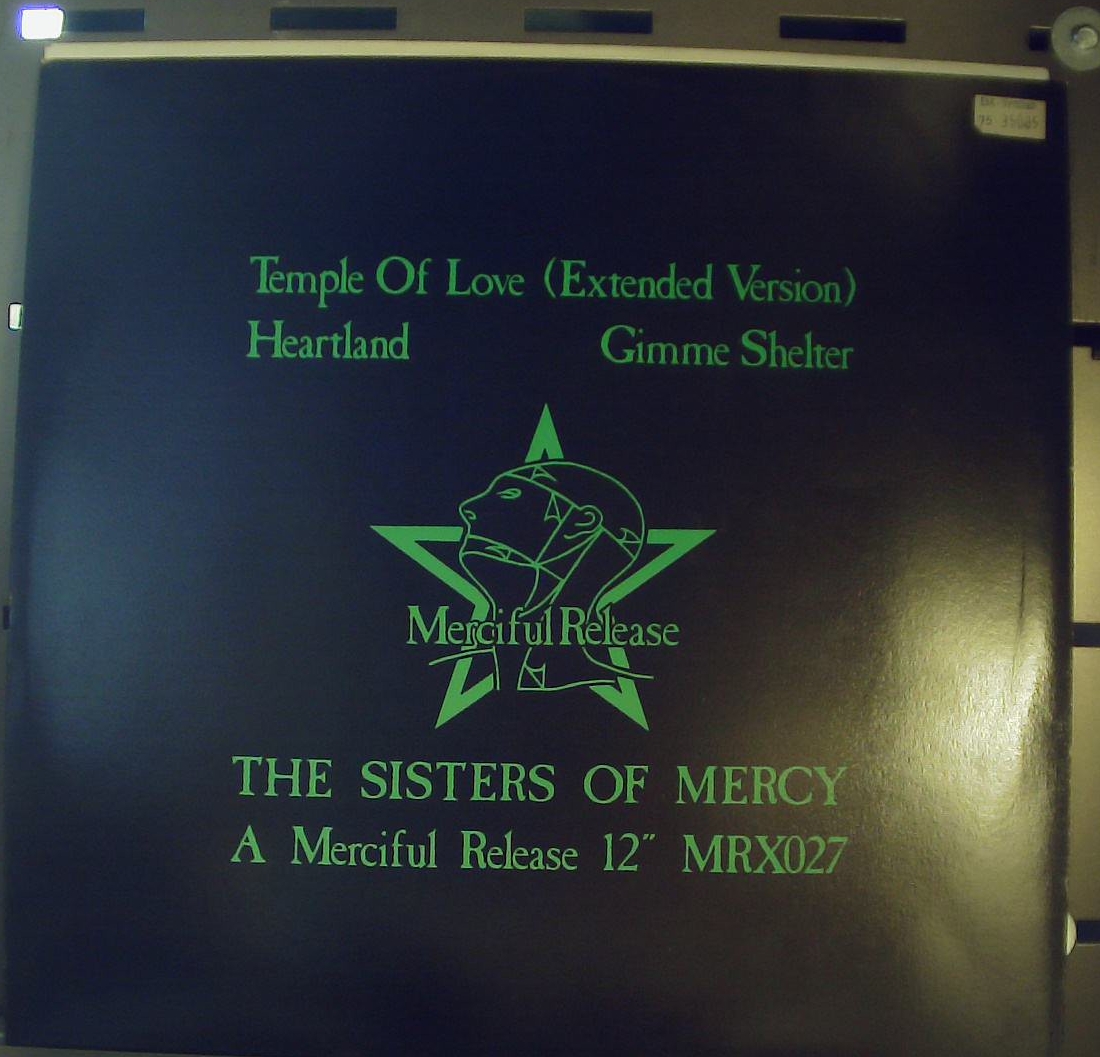 Temple Of Love (Extended Version)
Heartland Gimme Shelter
Merciful Release
THE SISTERS OF MERCY
A Merciful Release 12" MRX027